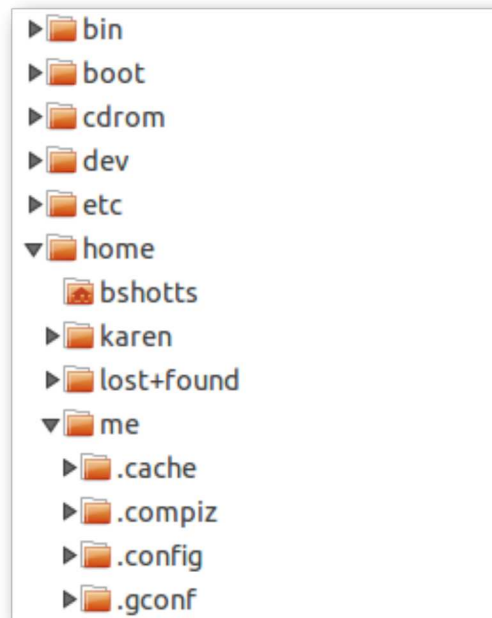 bin
boot
cdrom
dev
etc
home
bshotts
karen
lost+found
me
.cache
.compiz
.config
.gconf